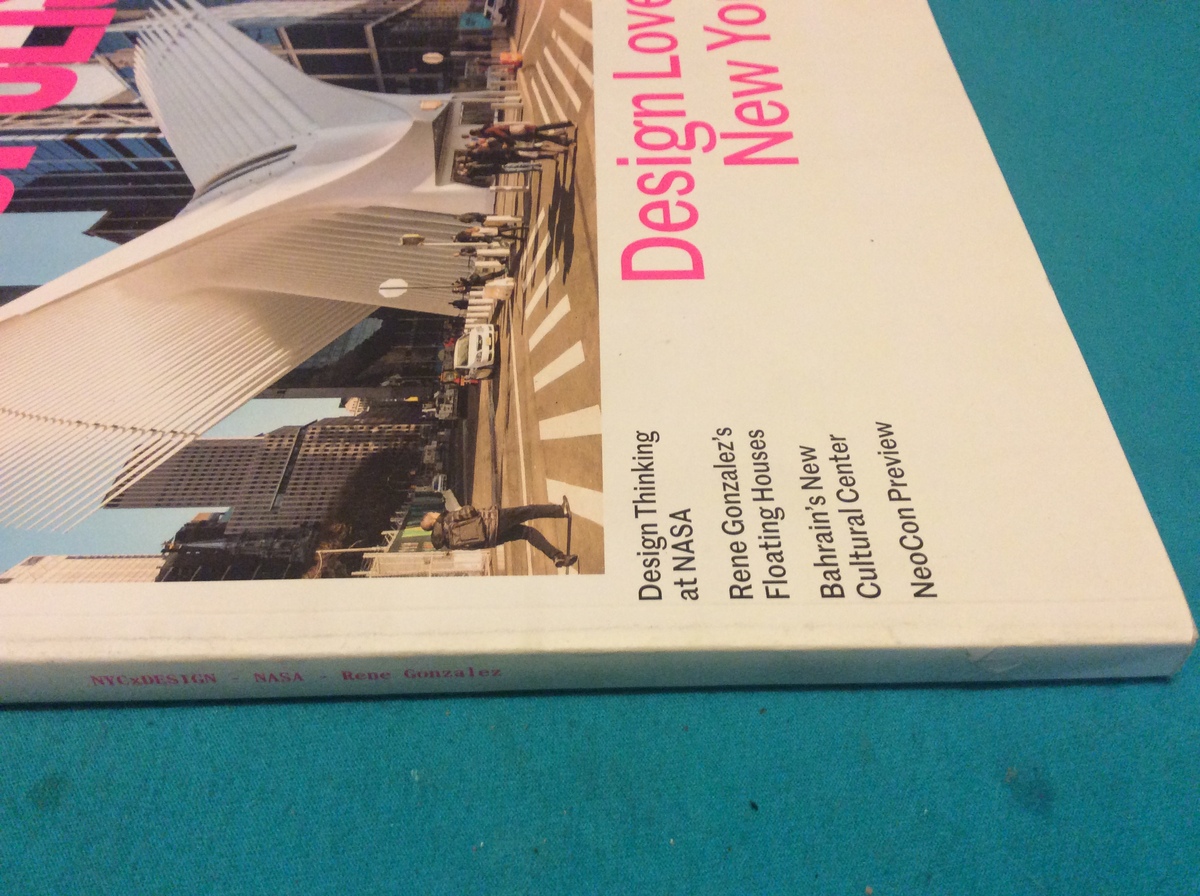 Design Love
New Yo
Design Thinking
at NASA
Rene Gonzalez's
Floating Houses
Bahrain's New
Cultural Center
NeoCon Preview
NYCxDESIGN - NASA - Rene Gonzalez